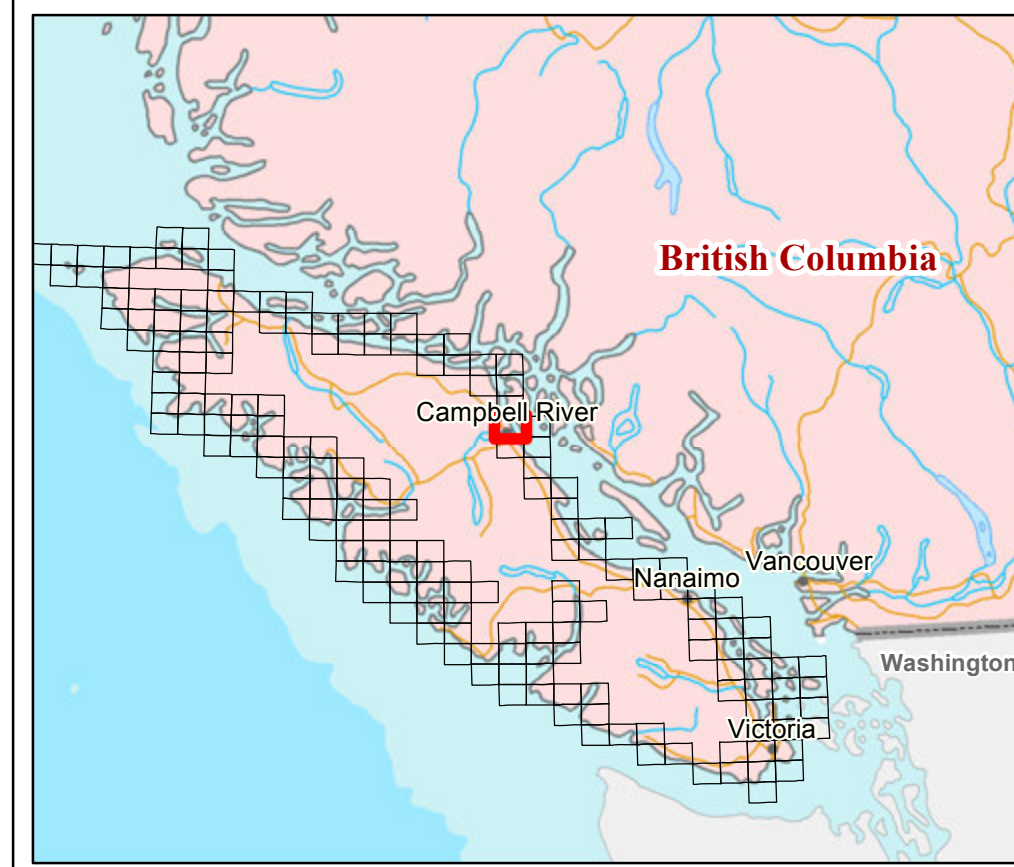 British Columbia
Campbell River
Vancouver
Nanaimo
Washington
Victoria